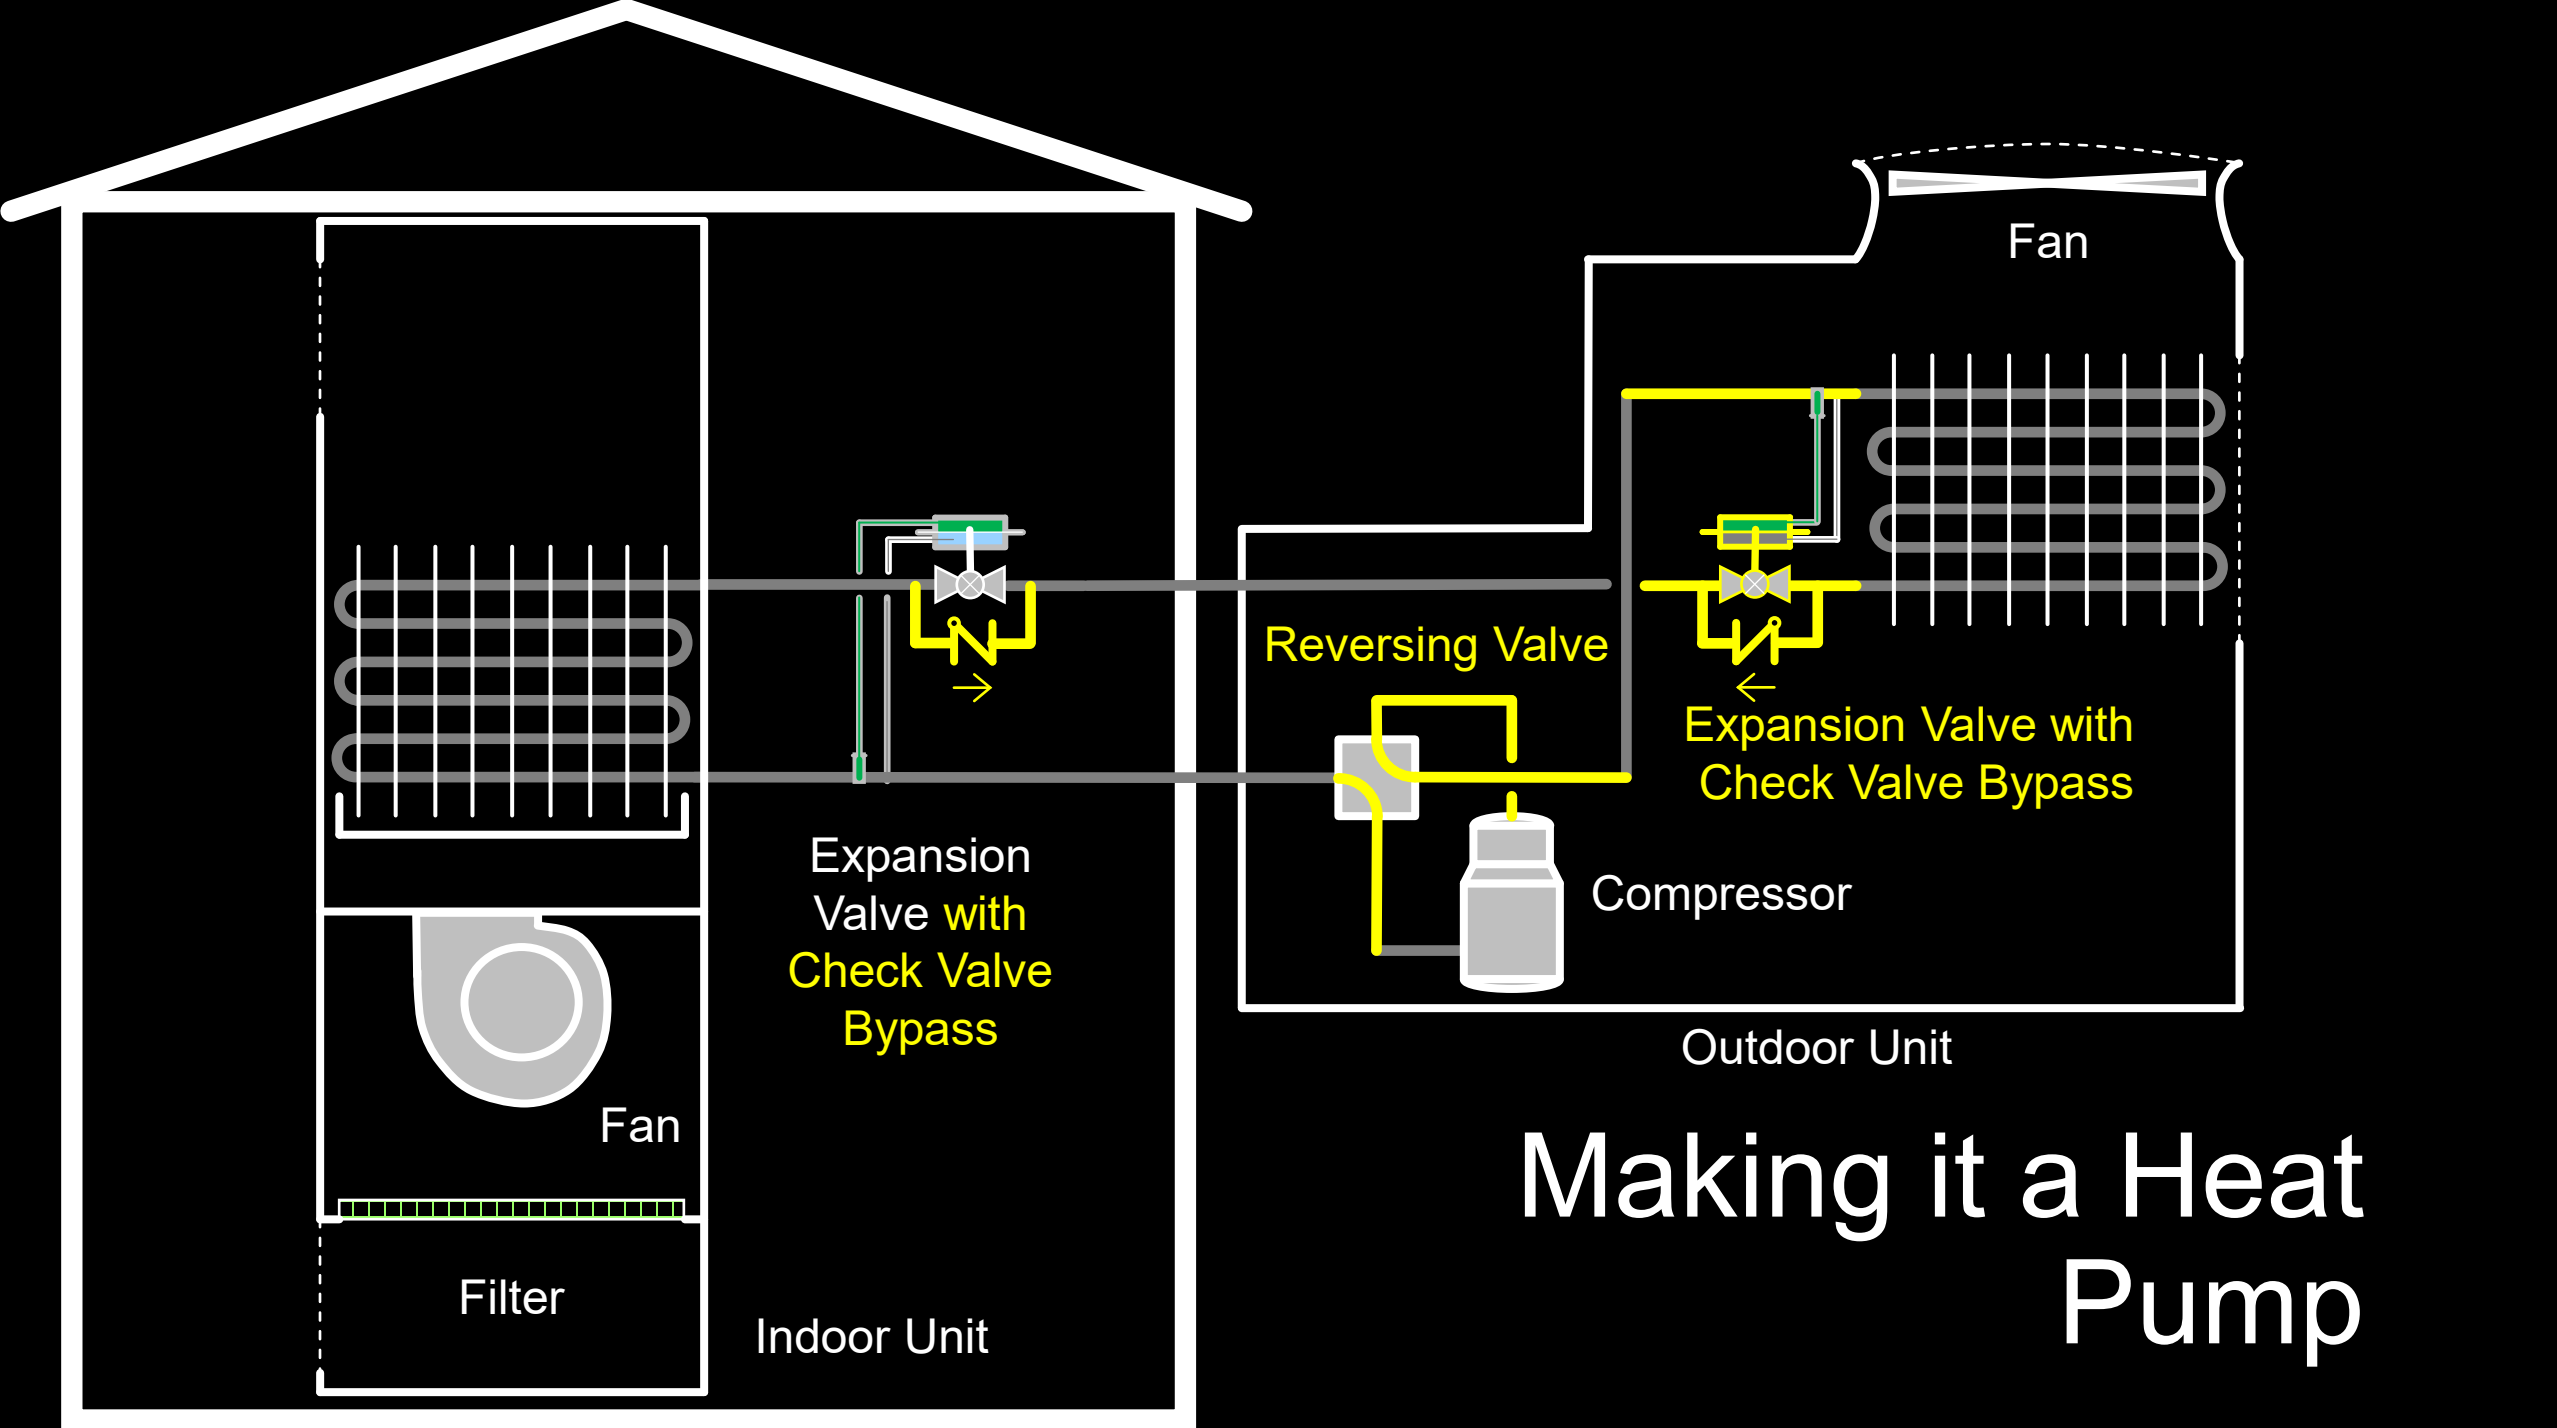 Fan
Reversing Valve
Expansion Valve with
Check Valve Bypass
Expansion
Valve with
Check Valve
Bypass
Compressor
Outdoor Unit
Fan
Filter
Indoor Unit
Making it a Heat
Pump